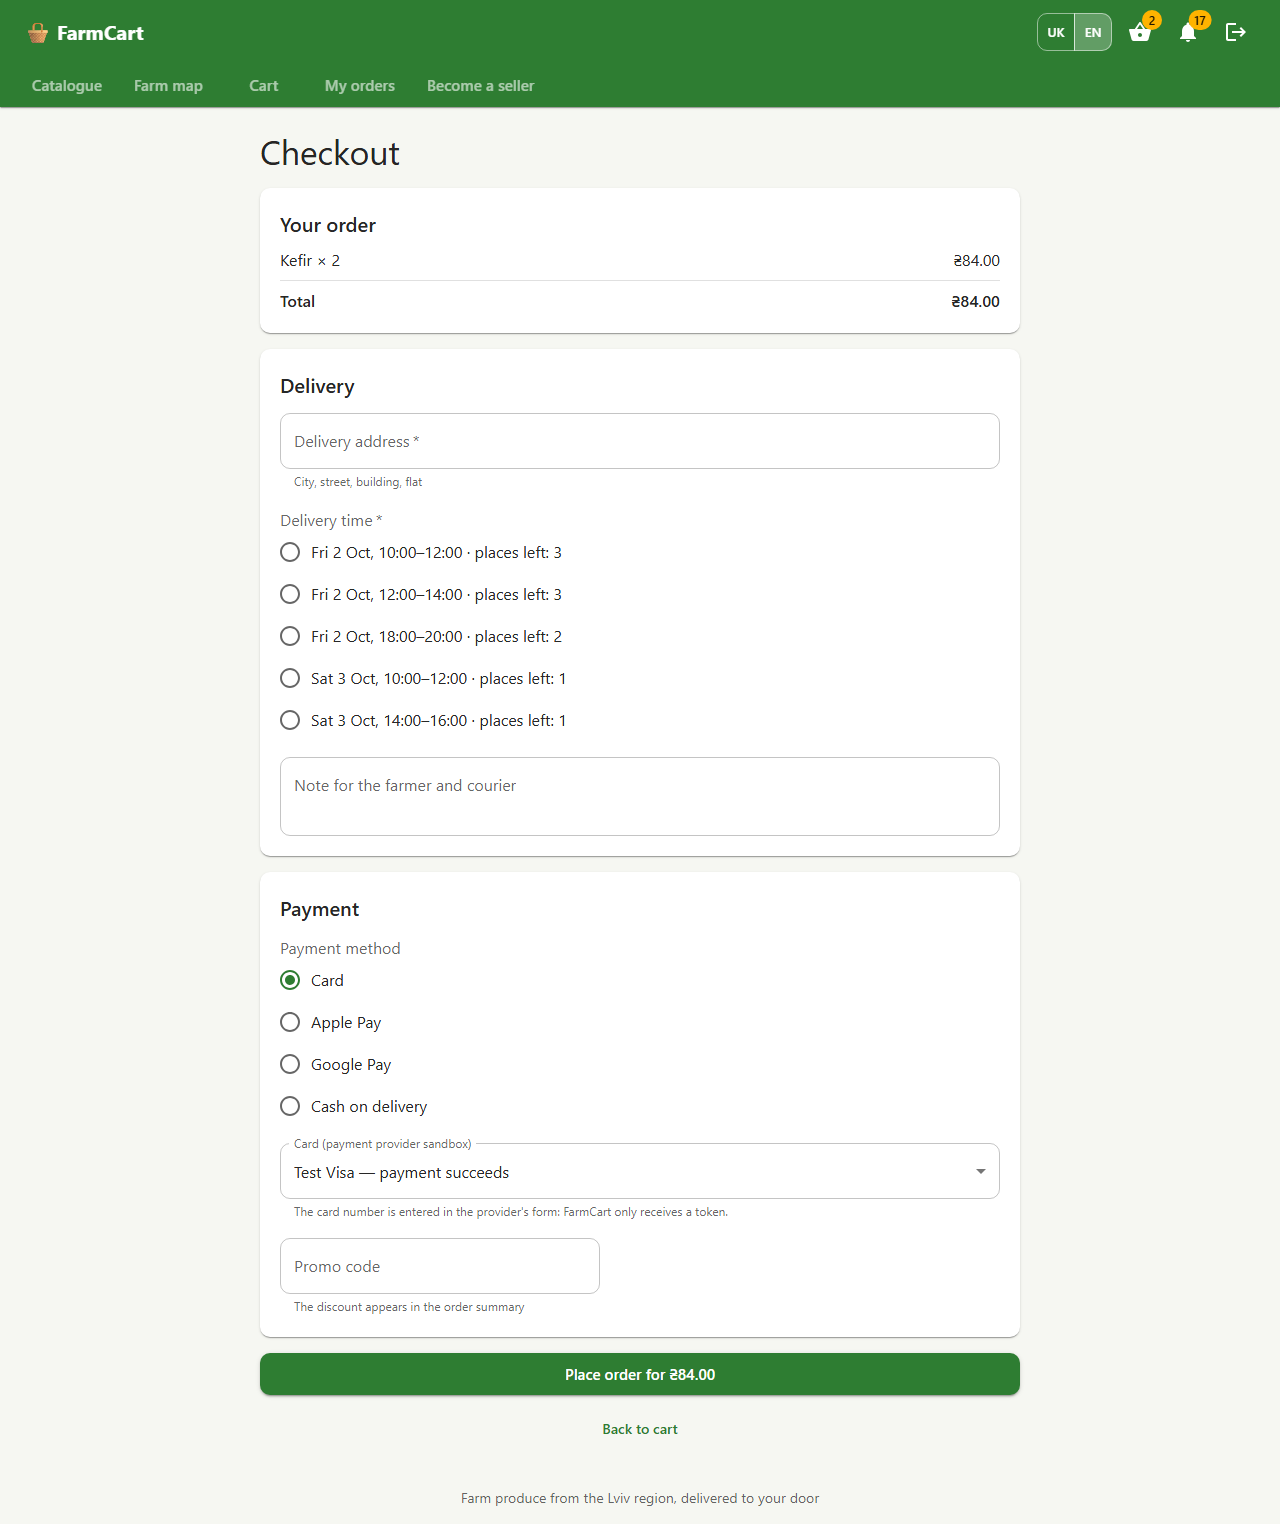 FarmCart
UK EN 2 17
Catalogue Farm map Cart My orders Become a seller
Checkout
Your order
Kefir × 2 ₴84.00
Total ₴84.00
Delivery
Delivery address *
City, street, building, flat
Delivery time *
Fri 2 Oct, 10:00–12:00 · places left: 3
Fri 2 Oct, 12:00–14:00 · places left: 3
Fri 2 Oct, 18:00–20:00 · places left: 2
Sat 3 Oct, 10:00–12:00 · places left: 1
Sat 3 Oct, 14:00–16:00 · places left: 1
Note for the farmer and courier
Payment
Payment method
Card
Apple Pay
Google Pay
Cash on delivery
Card (payment provider sandbox)
Test Visa — payment succeeds
The card number is entered in the provider's form: FarmCart only receives a token.
Promo code
The discount appears in the order summary
Place order for ₴84.00
Back to cart
Farm produce from the Lviv region, delivered to your door